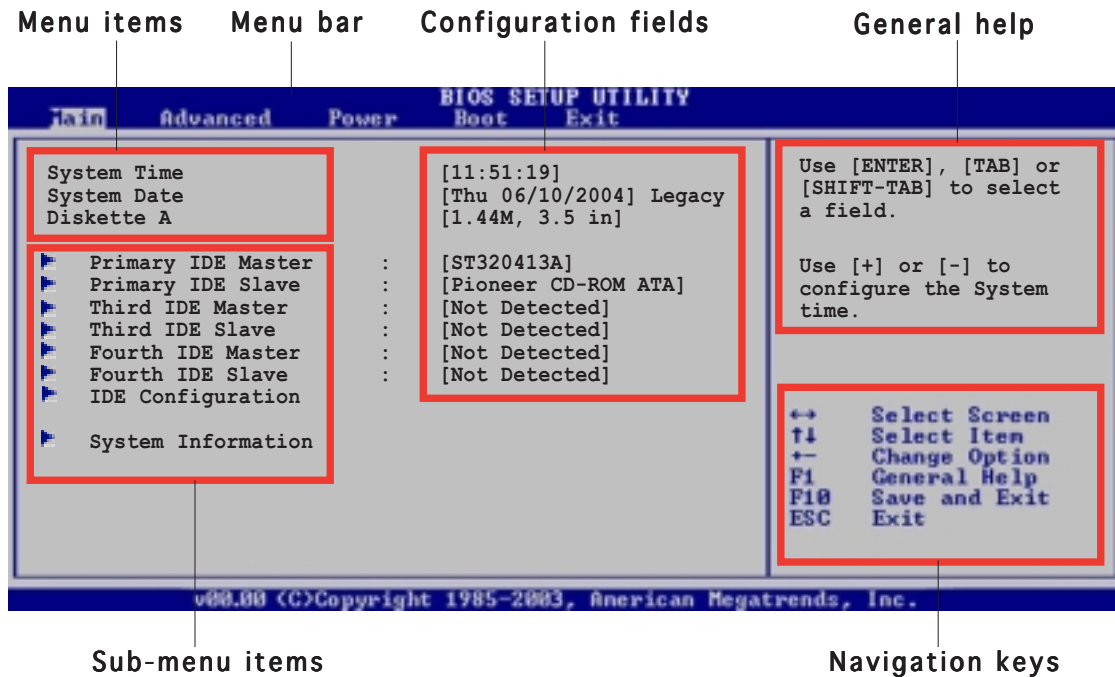 Menu items Menu bar Configuration fields General help
BIOS SETUP UTILITY
Main Advanced Power Boot Exit
System Time [11:51:19]
System Date [Thu 06/10/2004] Legacy
Diskette A [1.44M, 3.5 in]
Primary IDE Master : [ST320413A]
Primary IDE Slave : [Pioneer CD-ROM ATA]
Third IDE Master : [Not Detected]
Third IDE Slave : [Not Detected]
Fourth IDE Master : [Not Detected]
Fourth IDE Slave : [Not Detected]
IDE Configuration
System Information
Use [ENTER], [TAB] or
[SHIFT-TAB] to select
a field.
Use [+] or [-] to
configure the System
time.
←→ Select Screen
↑↓ Select Item
+- Change Option
F1 General Help
F10 Save and Exit
ESC Exit
v00.00 (C)Copyright 1985-2003, American Megatrends, Inc.
Sub-menu items Navigation keys